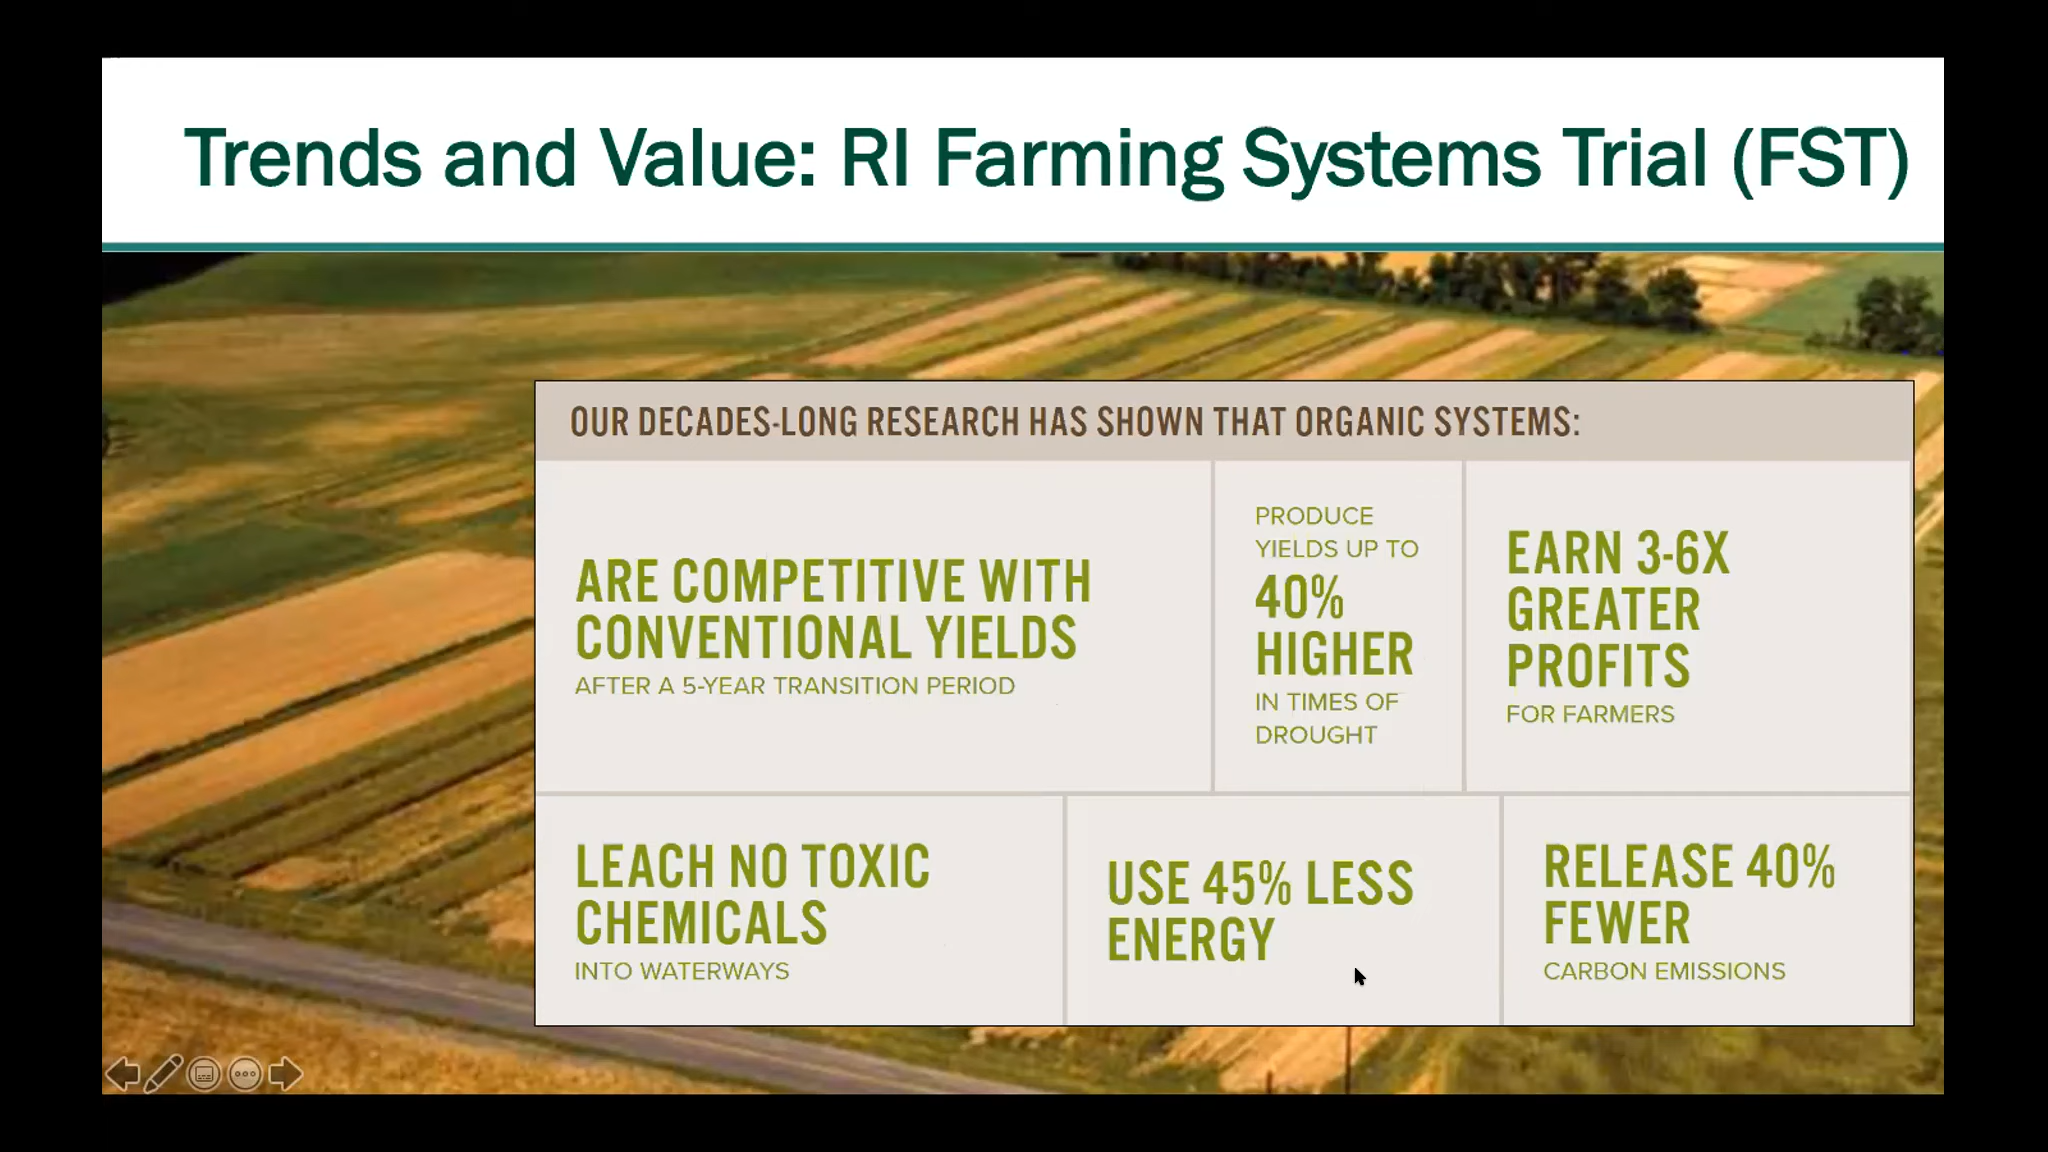 Trends and Value: RI Farming Systems Trial (FST)
OUR DECADES-LONG RESEARCH HAS SHOWN THAT ORGANIC SYSTEMS:
ARE COMPETITIVE WITH
CONVENTIONAL YIELDS
AFTER A 5-YEAR TRANSITION PERIOD
PRODUCE
YIELDS UP TO
40%
HIGHER
IN TIMES OF
DROUGHT
EARN 3-6X
GREATER
PROFITS
FOR FARMERS
LEACH NO TOXIC
CHEMICALS
INTO WATERWAYS
USE 45% LESS
ENERGY
RELEASE 40%
FEWER
CARBON EMISSIONS